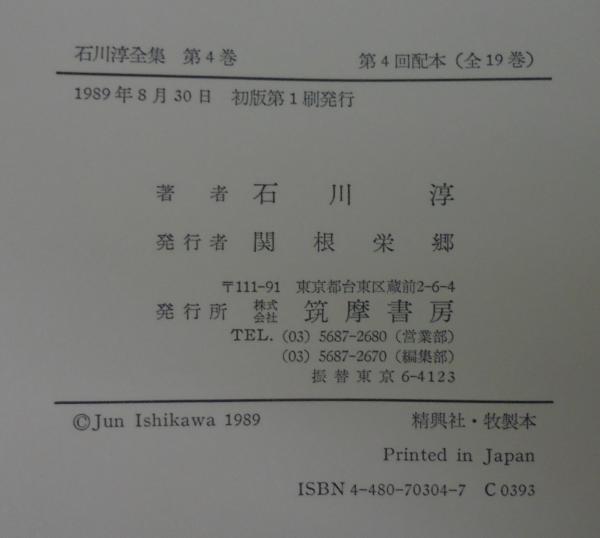 石川淳全集 第4巻 第4回配本（全19巻）
1989年8月30日 初版第1刷発行
著者 石川淳
発行者 関根栄郷
〒111-91 東京都台東区蔵前2-6-4
発行所 株式会社 筑摩書房
TEL. (03) 5687-2680（営業部）
(03) 5687-2670（編集部）
振替東京6-4123
©Jun Ishikawa 1989 精興社・牧製本
Printed in Japan
ISBN 4-480-70304-7 C0393